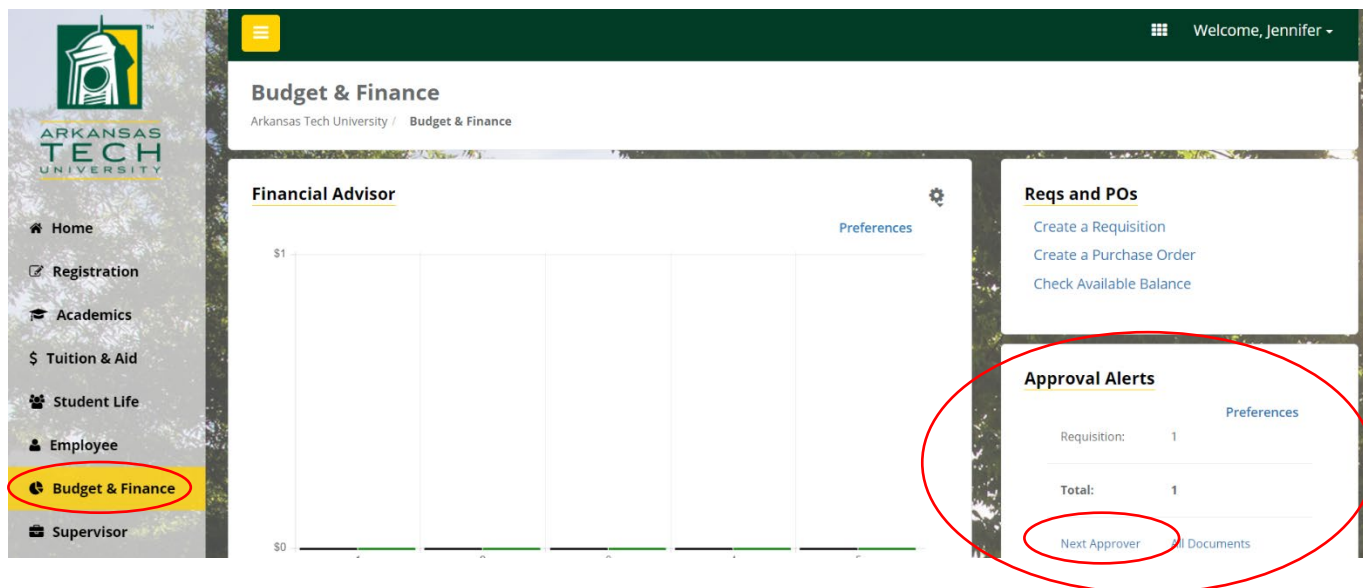 Welcome, Jennifer
Budget & Finance
Arkansas Tech University / Budget & Finance
ARKANSAS
TECH
UNIVERSITY
Home
Registration
Academics
$ Tuition & Aid
Student Life
Employee
Budget & Finance
Supervisor
Financial Advisor
Preferences
$1
$0
Reqs and POs
Create a Requisition
Create a Purchase Order
Check Available Balance
Approval Alerts
Preferences
Requisition: 1
Total: 1
Next Approver All Documents